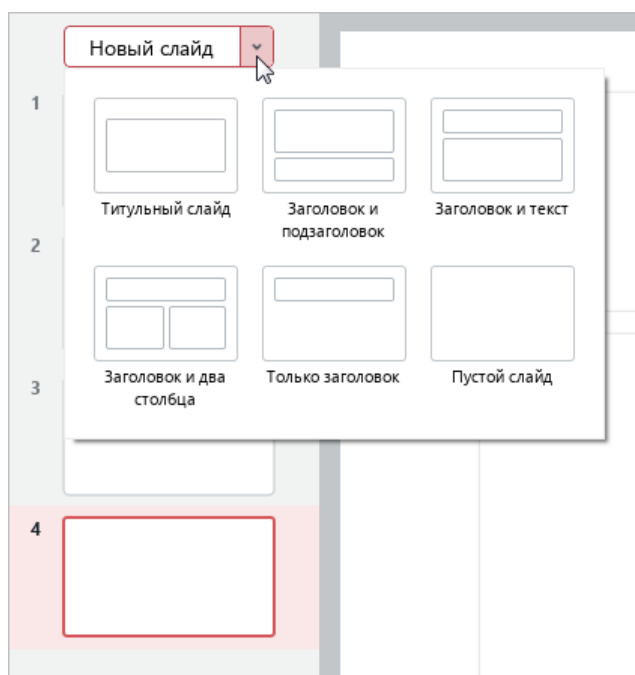 Новый слайд
1
Титульный слайд
Заголовок и
подзаголовок
Заголовок и текст
2
Заголовок и два
столбца
Только заголовок
Пустой слайд
3
4